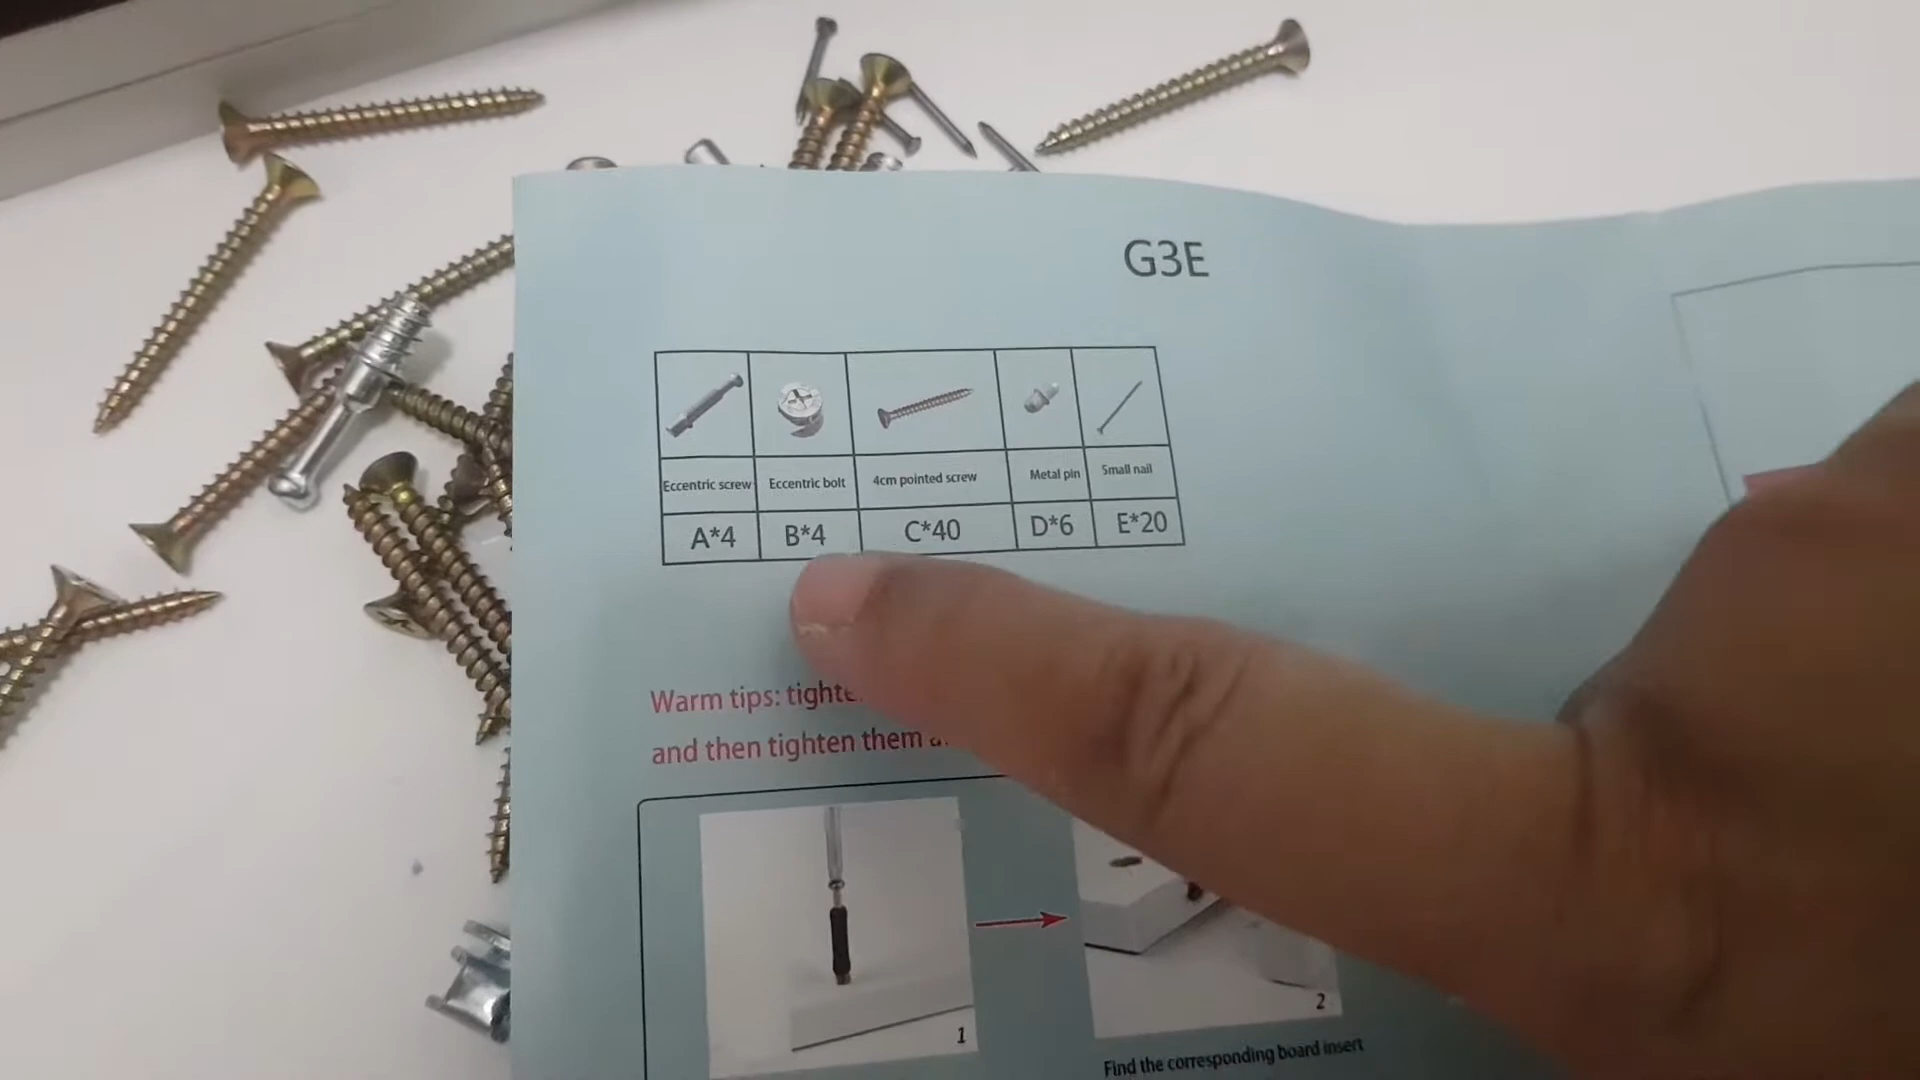 G3E
Eccentric screw Eccentric bolt 4cm pointed screw Metal pin Small nail
A*4 B*4 C*40 D*6 E*20
Warm tips:
and then tighten them
1
2
Find the corresponding board insert